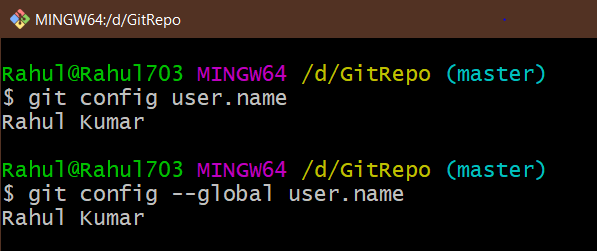 MINGW64:/d/GitRepo
Rahul@Rahul703 MINGW64 /d/GitRepo (master)
$ git config user.name
Rahul Kumar
Rahul@Rahul703 MINGW64 /d/GitRepo (master)
$ git config --global user.name
Rahul Kumar